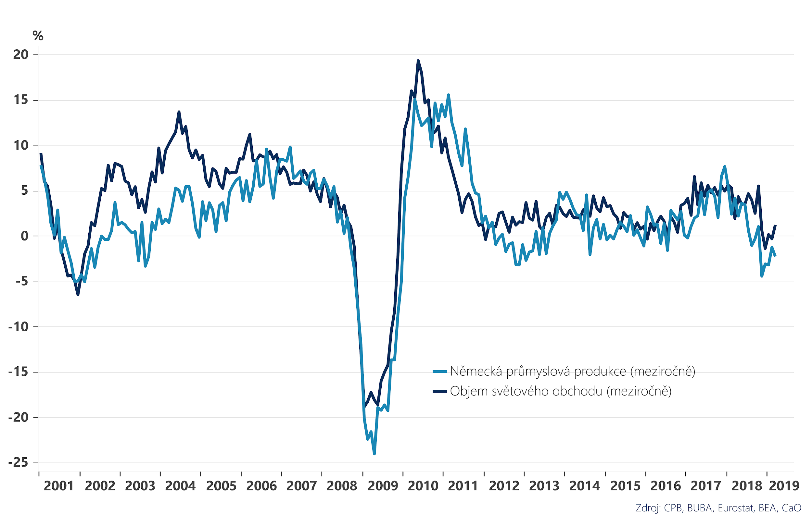 %
20
15
10
5
0
-5
-10
-15
-20
-25
Německá průmyslová produkce (meziročně)
Objem světového obchodu (meziročně)
2001 2002 2003 2004 2005 2006 2007 2008 2009 2010 2011 2012 2013 2014 2015 2016 2017 2018 2019
Zdroj: CPB, BUBA, Eurostat, BEA, CaO